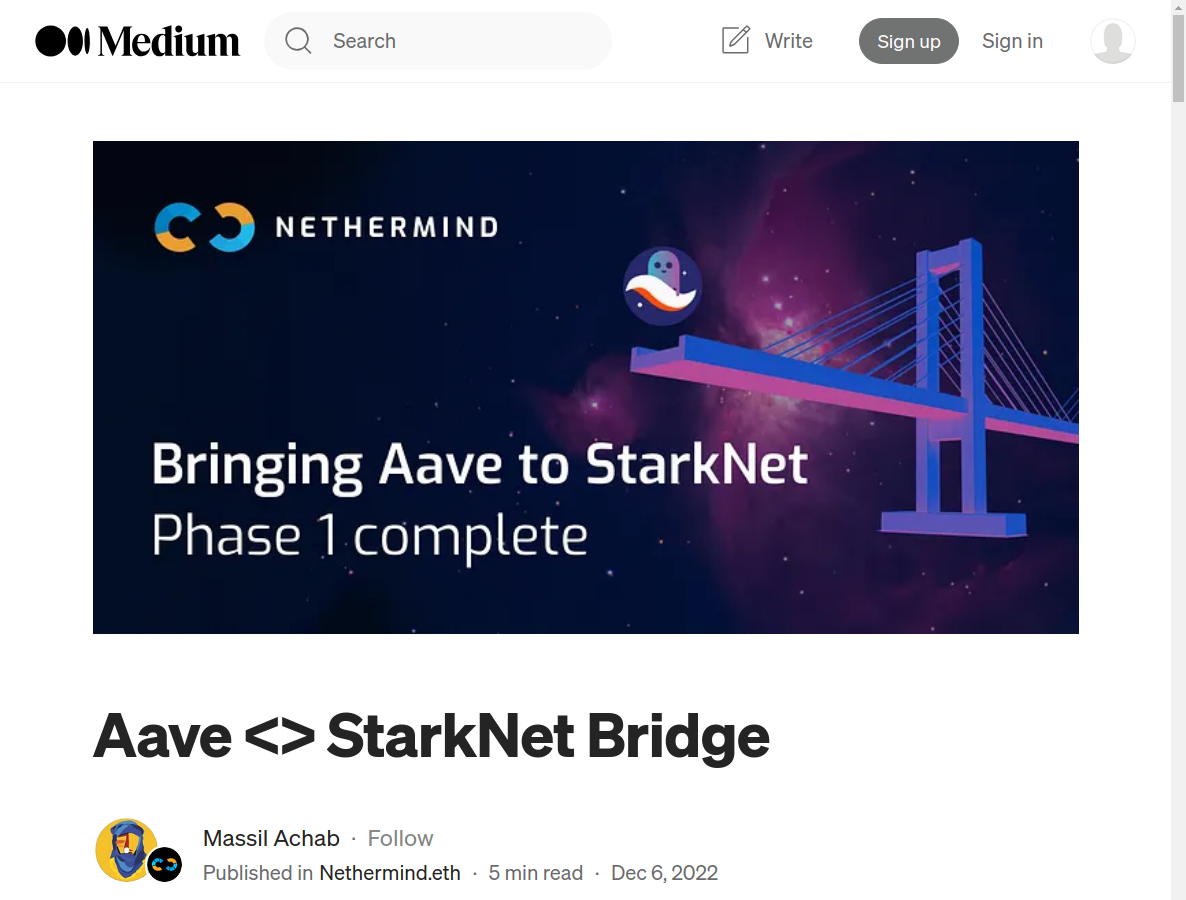 Medium
Search
Write
Sign up
Sign in
NETHERMIND
Bringing Aave to StarkNet
Phase 1 complete
Aave <> StarkNet Bridge
Massil Achab · Follow
Published in Nethermind.eth · 5 min read · Dec 6, 2022